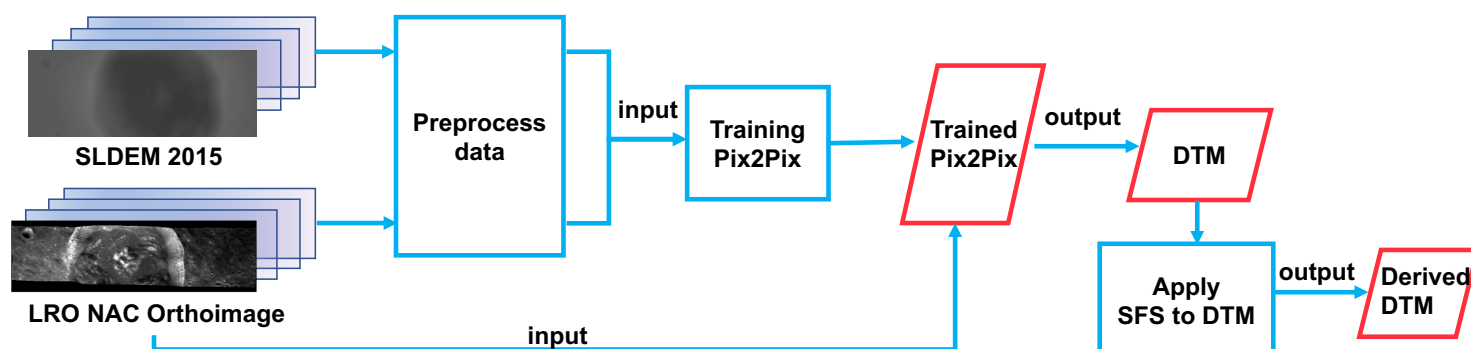 SLDEM 2015
LRO NAC Orthoimage
Preprocess
data
input
Training
Pix2Pix
Trained
Pix2Pix
output
DTM
Apply
SFS to DTM
output
Derived
DTM
input